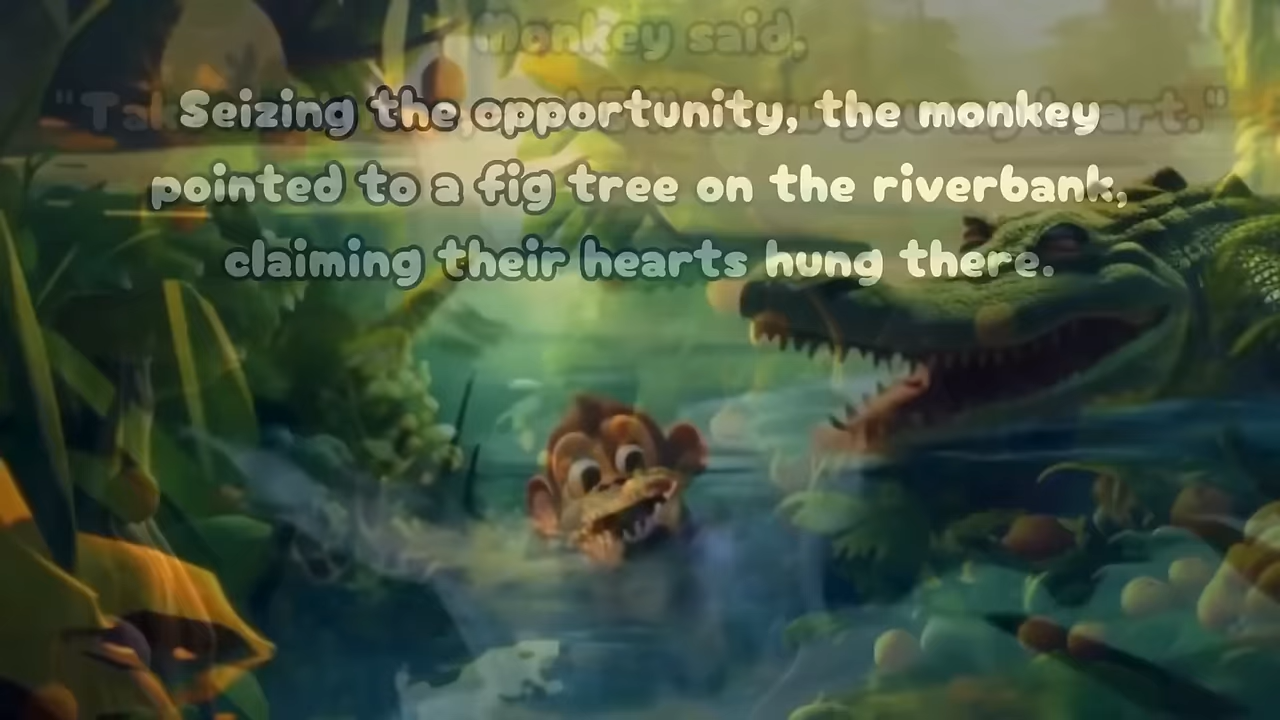 Monkey said,
Seizing the opportunity, the monkey
pointed to a fig tree on the riverbank,
claiming their hearts hung there.